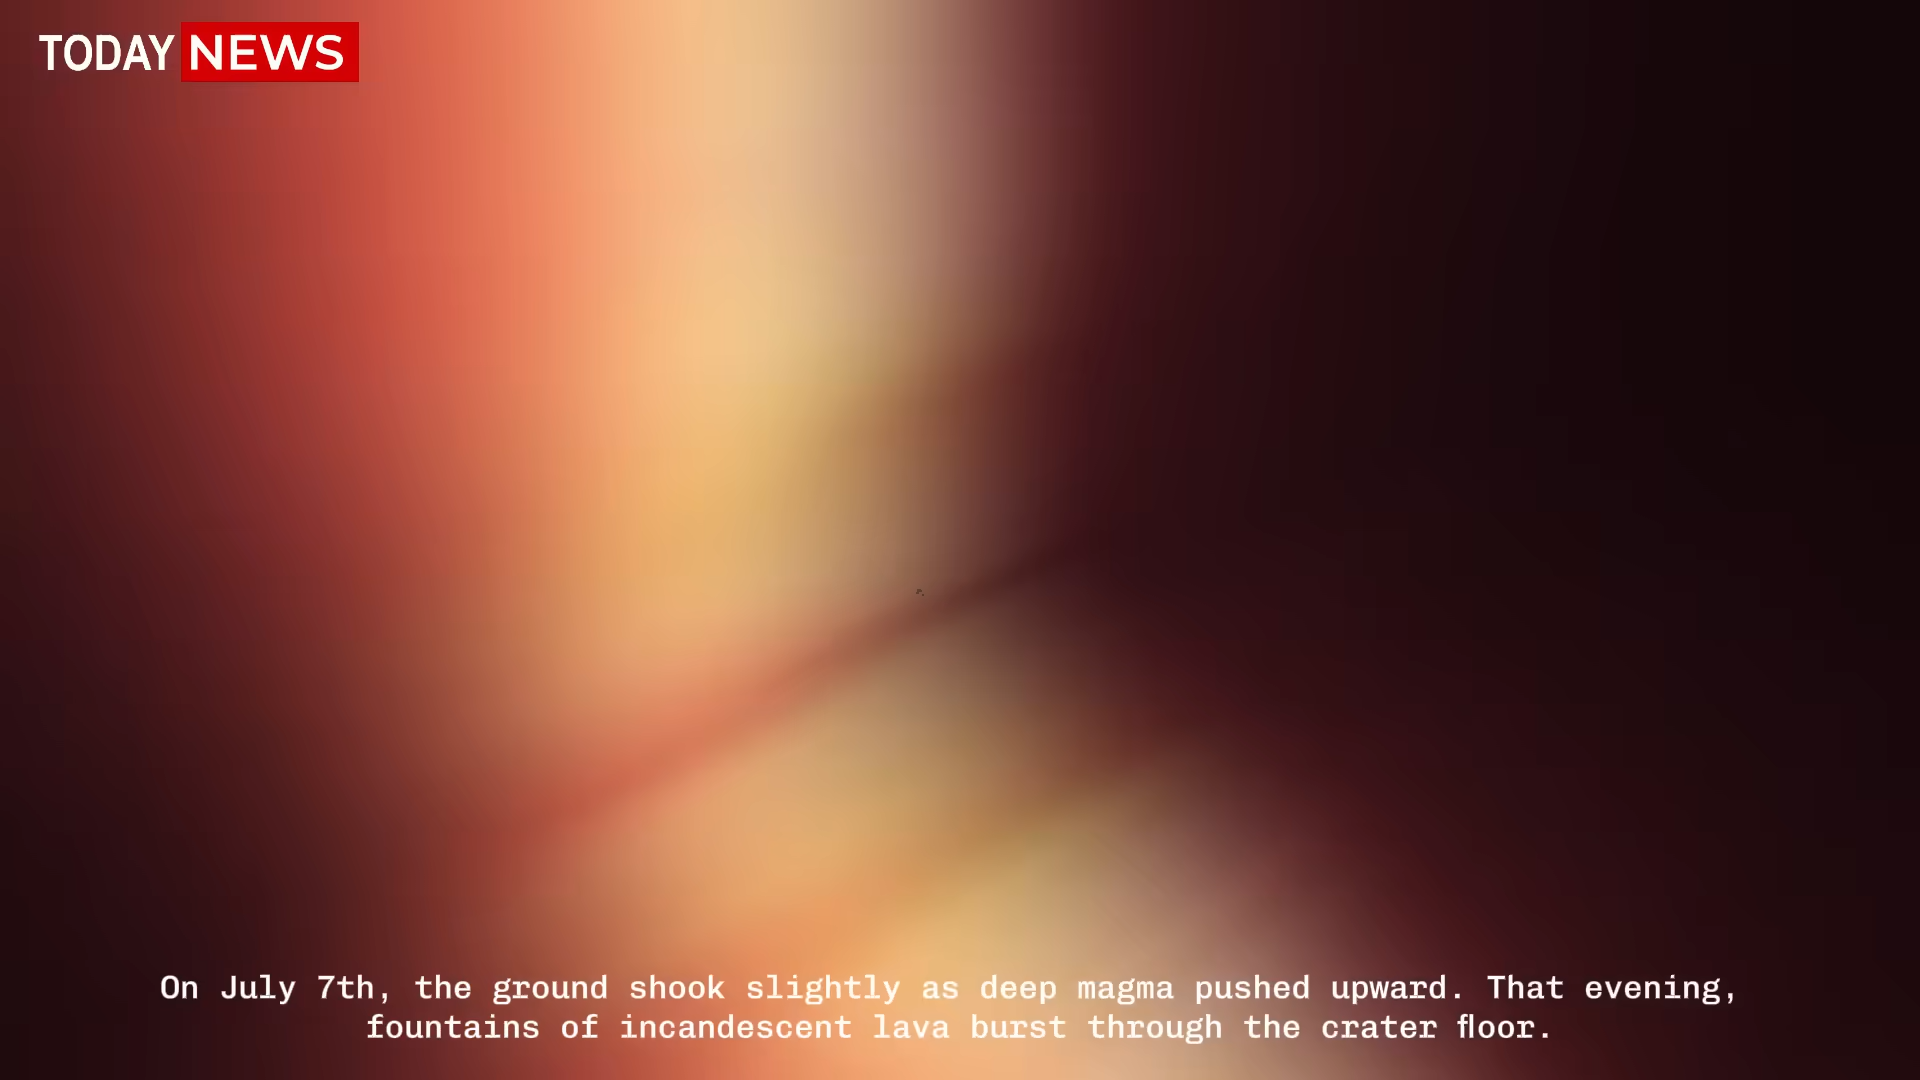 TODAY NEWS
On July 7th, the ground shook slightly as deep magma pushed upward. That evening,
fountains of incandescent lava burst through the crater floor.